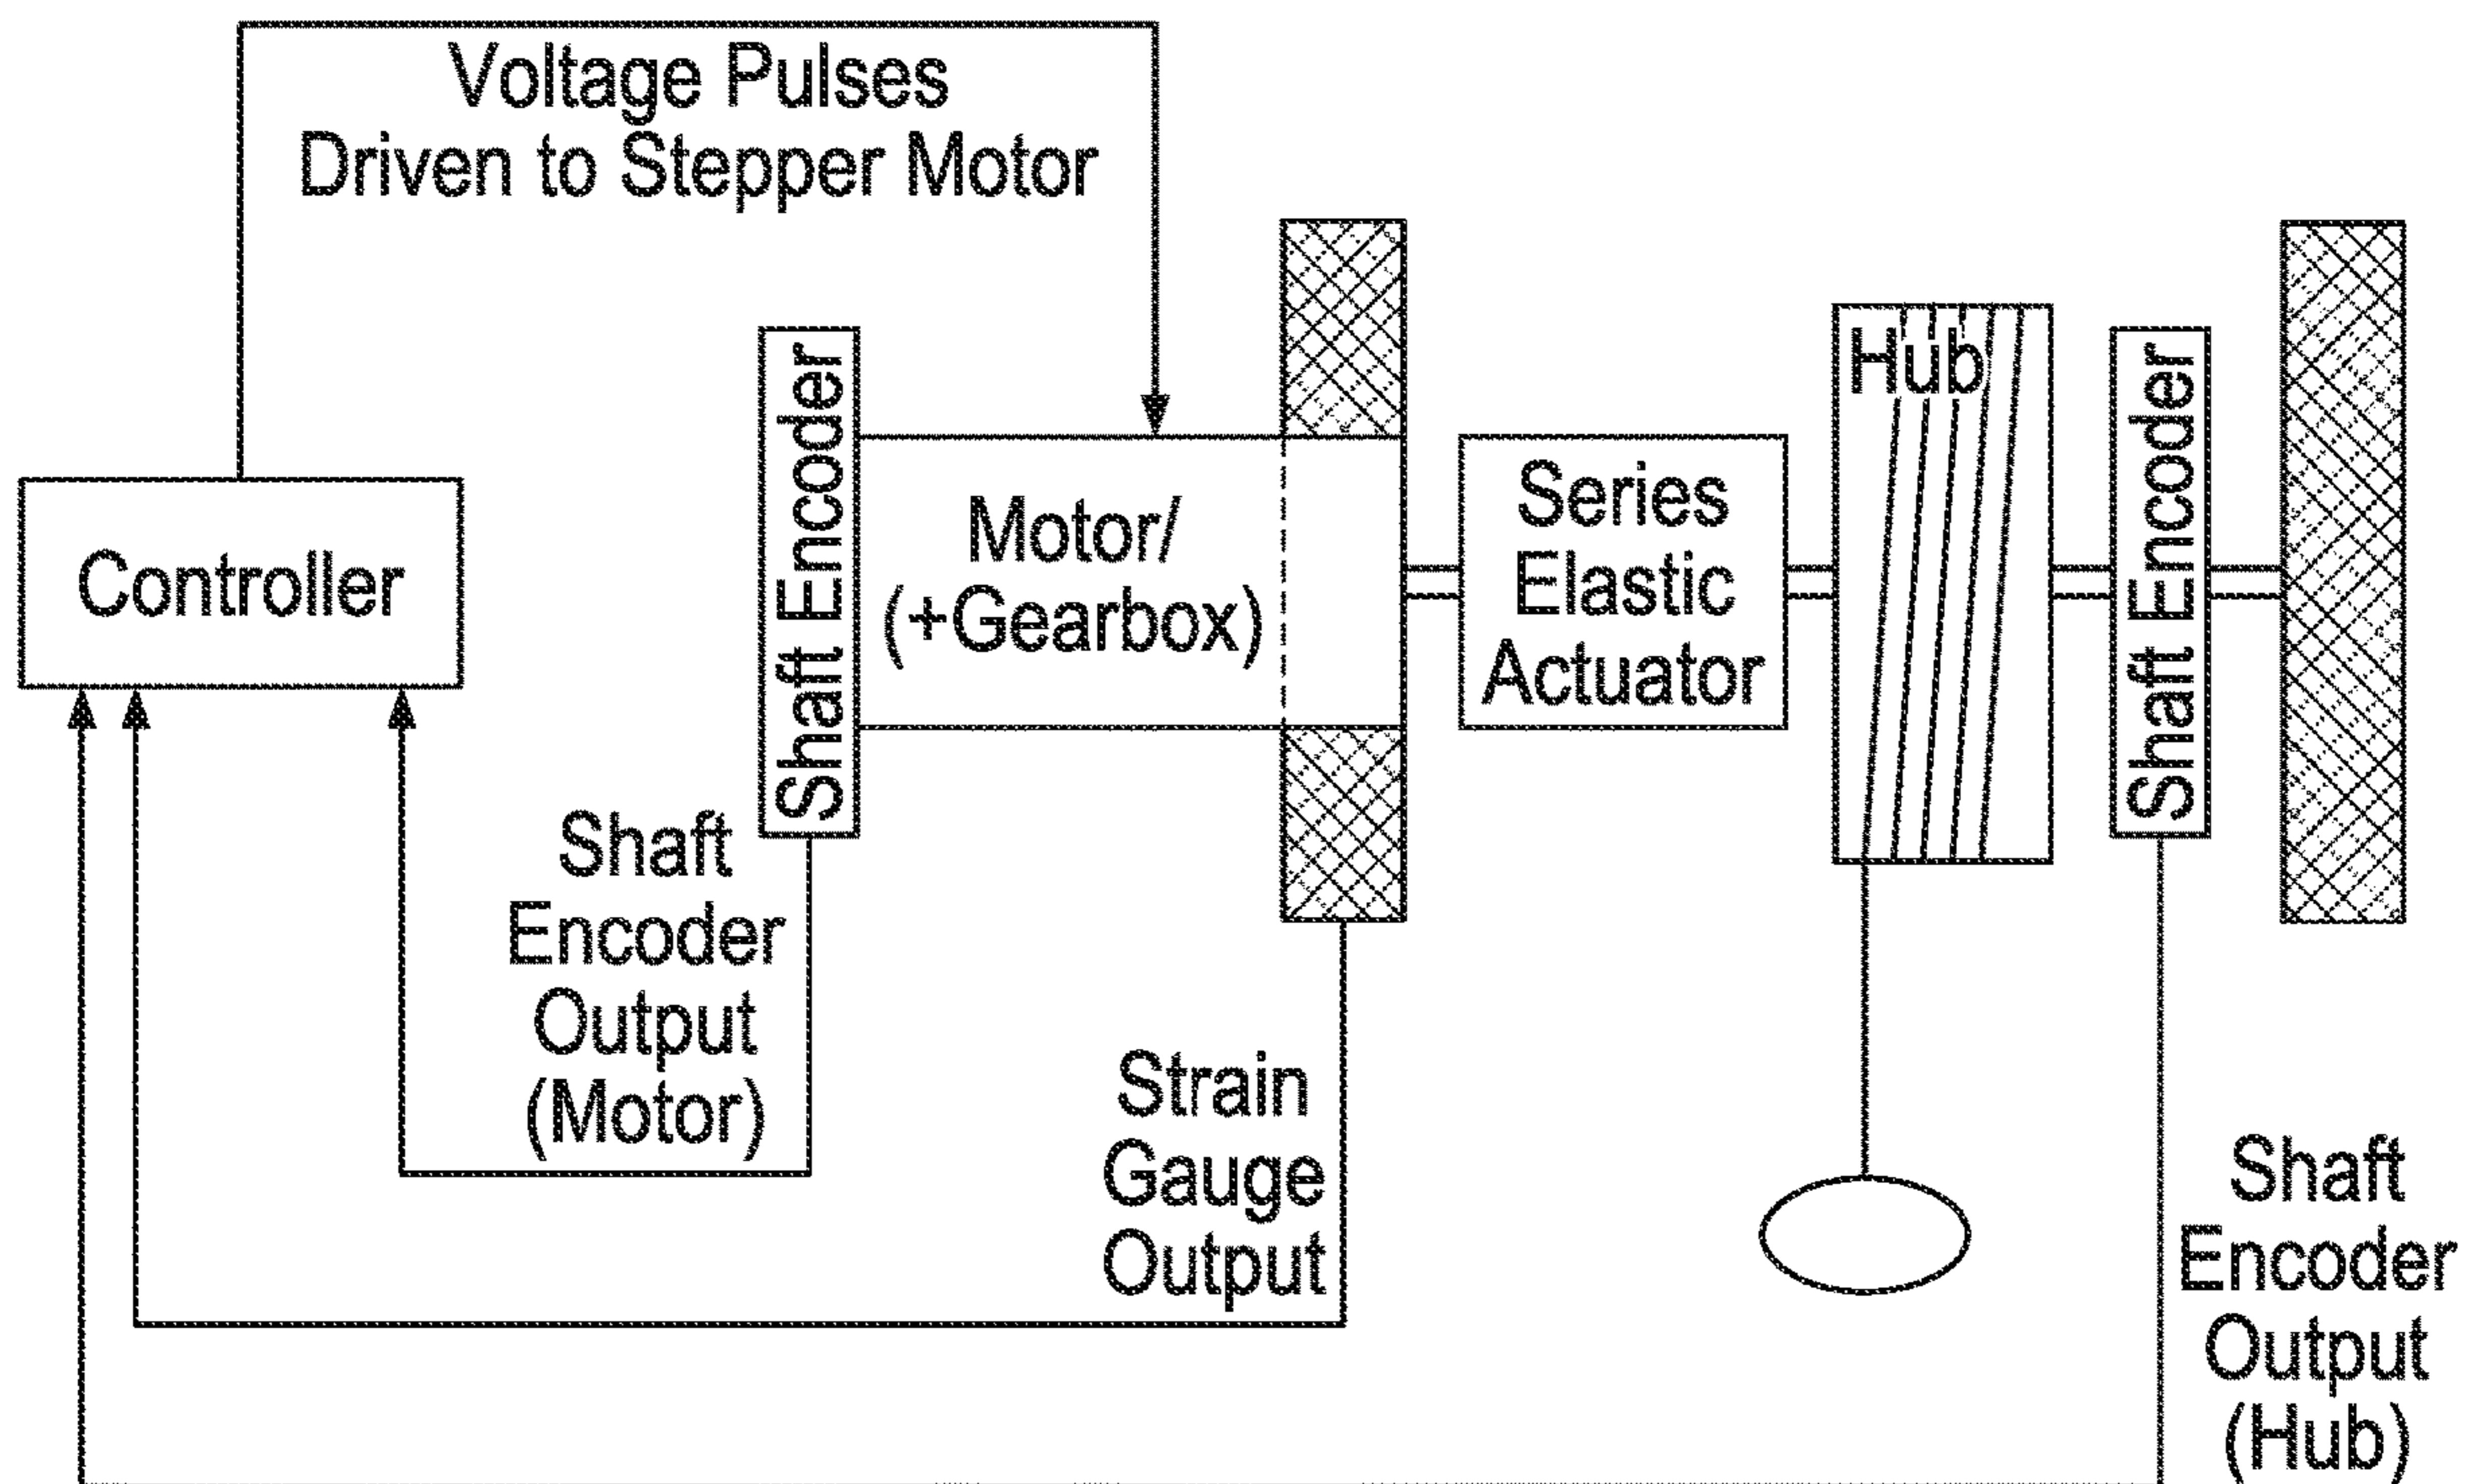 Voltage Pulses
Driven to Stepper Motor
Controller
Shaft Encoder
Motor/
(+Gearbox)
Series
Elastic
Actuator
Hub
Shaft Encoder
Shaft
Encoder
Output
(Motor)
Strain
Gauge
Output
Shaft
Encoder
Output
(Hub)